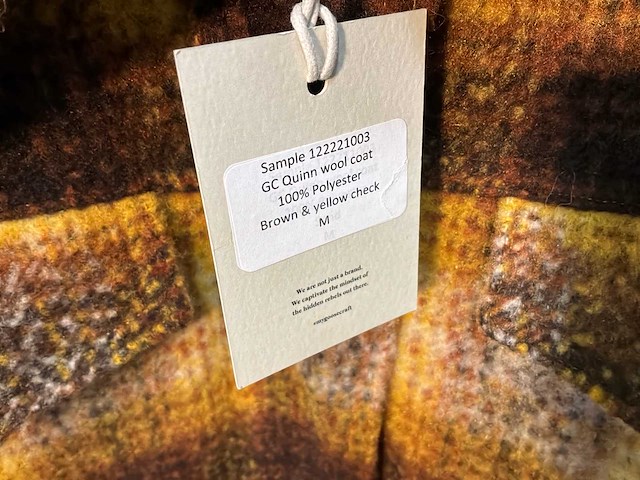 Sample 122221003
GC Quinn wool coat
100% Polyester
Brown & yellow check
M
We are not just a brand.
We captivate the mindset of
the hidden rebels out there.
#mygoosecraft